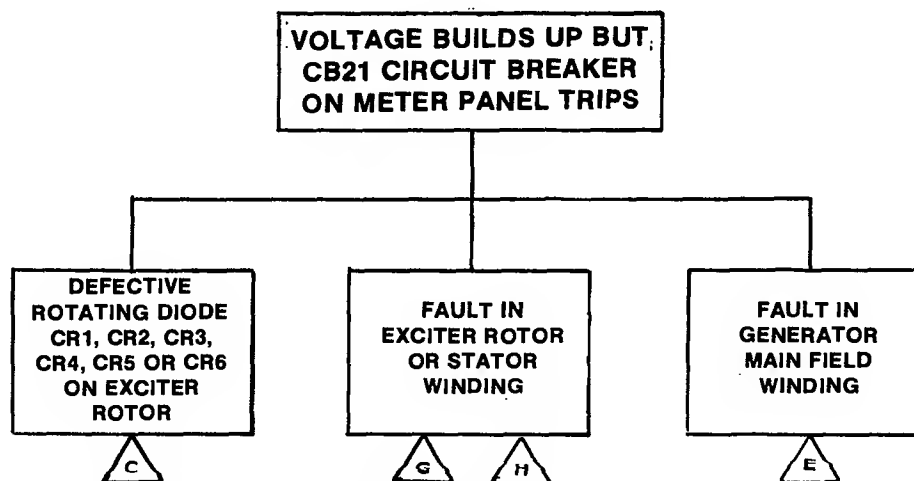 VOLTAGE BUILDS UP BUT
CB21 CIRCUIT BREAKER
ON METER PANEL TRIPS
DEFECTIVE
ROTATING DIODE
CR1, CR2, CR3,
CR4, CR5 OR CR6
ON EXCITER
ROTOR
C
FAULT IN
EXCITER ROTOR
OR STATOR
WINDING
G
H
FAULT IN
GENERATOR
MAIN FIELD
WINDING
E